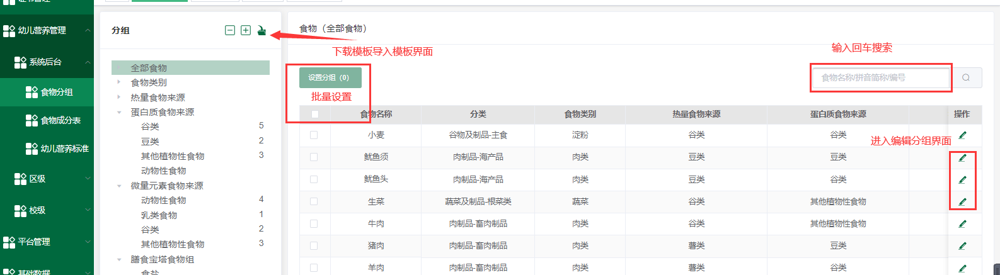 证书管理
幼儿营养管理
系统后台
食物分组
食物成分表
幼儿营养标准
区级
校级
平台管理
基础数据
分组
下载模板导入模板界面
全部食物
食物类别
热量食物来源
蛋白质食物来源
谷类 5
豆类 2
其他植物性食物 3
动物性食物
微量元素食物来源
动物性食物 4
乳类食物 1
谷类 2
其他植物性食物 3
膳食宝塔食物组
食盐
食物（全部食物）
设置分组（0）
批量设置
输入回车搜索
食物名称/拼音简称/编号
食物名称 分类 食物类别 热量食物来源 蛋白质食物来源 操作
小麦 谷物及制品-主食 淀粉 谷类 谷类
进入编辑分组界面
鱿鱼须 肉制品-海产品 肉类 豆类 豆类
鱿鱼头 肉制品-海产品 肉类 豆类 谷类
生菜 蔬菜及制品-根菜类 蔬菜 谷类 其他植物性食物
牛肉 肉制品-畜肉制品 肉类 谷类 其他植物性食物
猪肉 肉制品-畜肉制品 肉类 薯类 豆类
羊肉 肉制品-畜肉制品 肉类 薯类 谷类